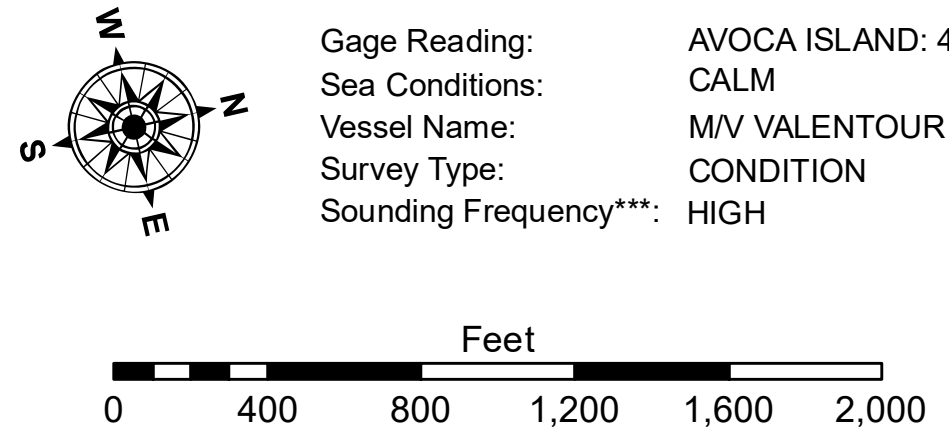 W
N
S
E
Gage Reading: AVOCA ISLAND: 4
Sea Conditions: CALM
Vessel Name: M/V VALENTOUR
Survey Type: CONDITION
Sounding Frequency***: HIGH
Feet
0 400 800 1,200 1,600 2,000